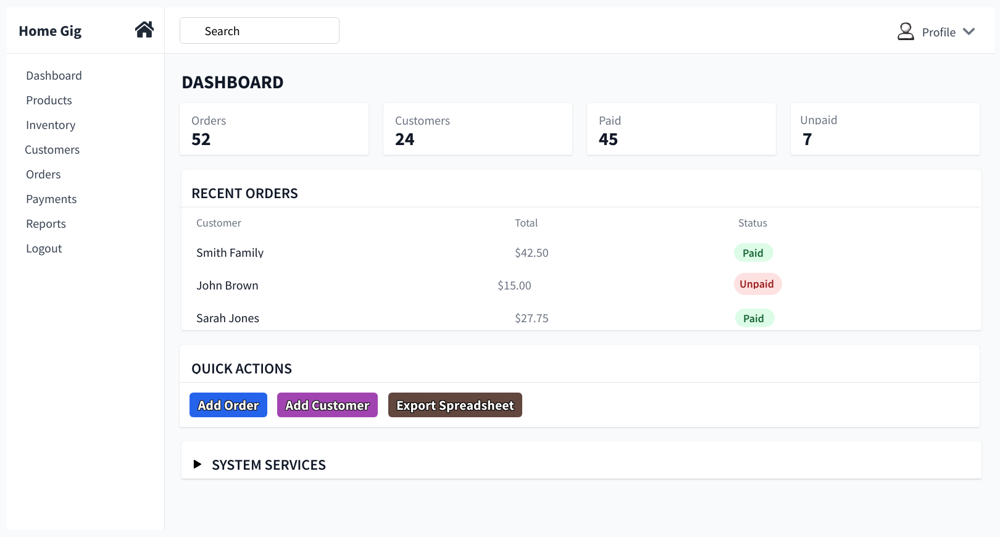 Home Gig
Search
Profile
Dashboard
Products
Inventory
Customers
Orders
Payments
Reports
Logout
DASHBOARD
Orders
52
Customers
24
Paid
45
Unpaid
7
RECENT ORDERS
Customer Total Status
Smith Family $42.50 Paid
John Brown $15.00 Unpaid
Sarah Jones $27.75 Paid
QUICK ACTIONS
Add Order Add Customer Export Spreadsheet
SYSTEM SERVICES